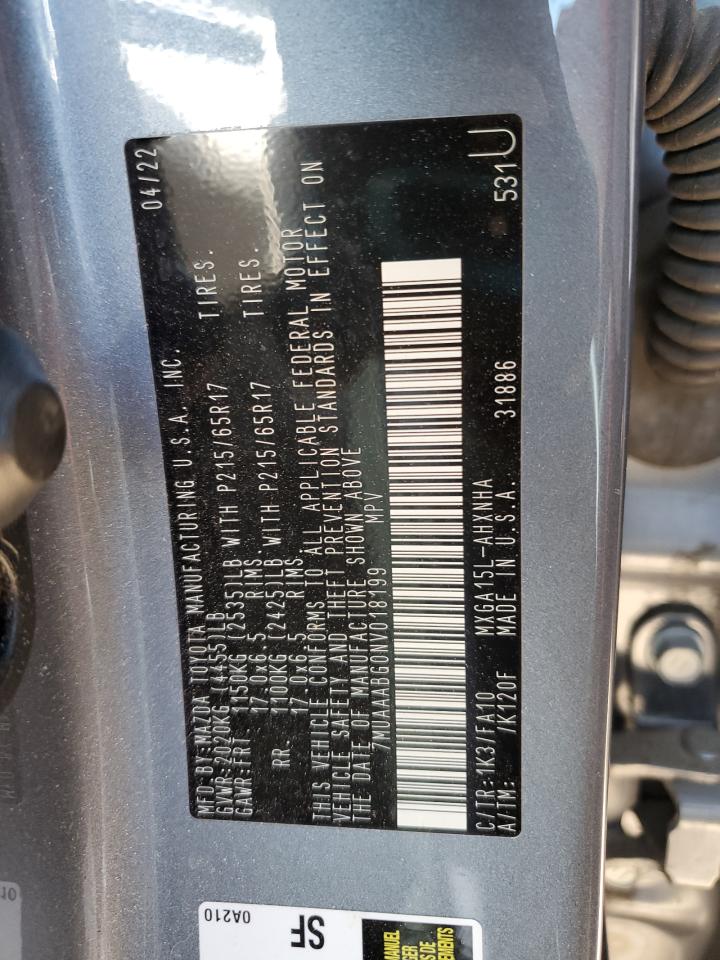 MFD.BY:MAZDA TOYOTA MANUFACTURING U.S.A. INC. 04/22
GVWR:2020KG (4455)LB
GAWR:FRT 1150KG (2535)LB WITH P215/65R17 TIRES.
17.0X6.5 RIMS.
RR. 1100KG (2425)LB WITH P215/65R17 TIRES.
17.0X6.5 RIMS.
THIS VEHICLE CONFORMS TO ALL APPLICABLE FEDERAL MOTOR
VEHICLE SAFETY AND THEFT PREVENTION STANDARDS IN EFFECT ON
THE DATE OF MANUFACTURE SHOWN ABOVE
7MUAAABG0NV018199 MPV
C/TR:1K3/FA10 MXGA15L-AHXNHA
A/TM: /K120F MADE IN U.S.A. 31886 531U
0A210
SF
MANUEL